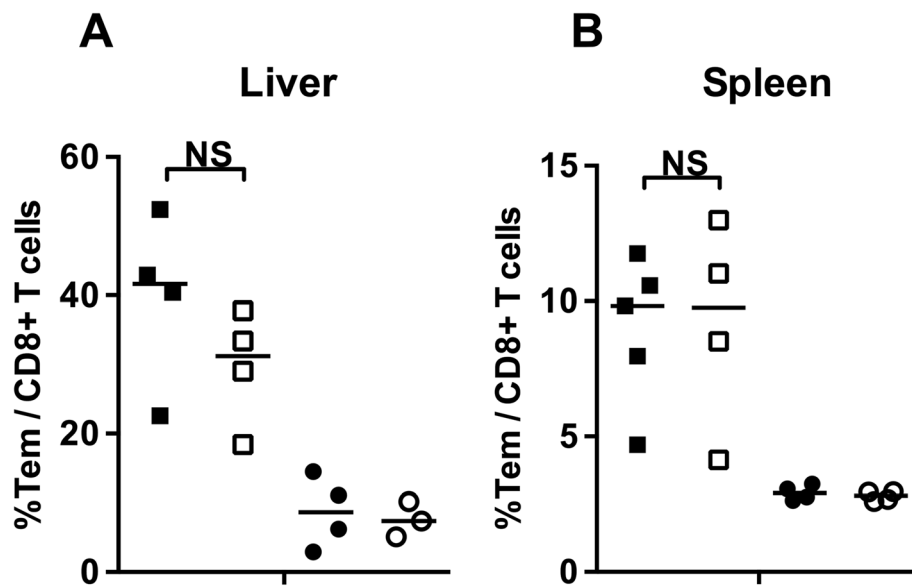 A
Liver
%Tem / CD8+ T cells
60
40
20
0
NS
B
Spleen
%Tem / CD8+ T cells
15
10
5
0
NS